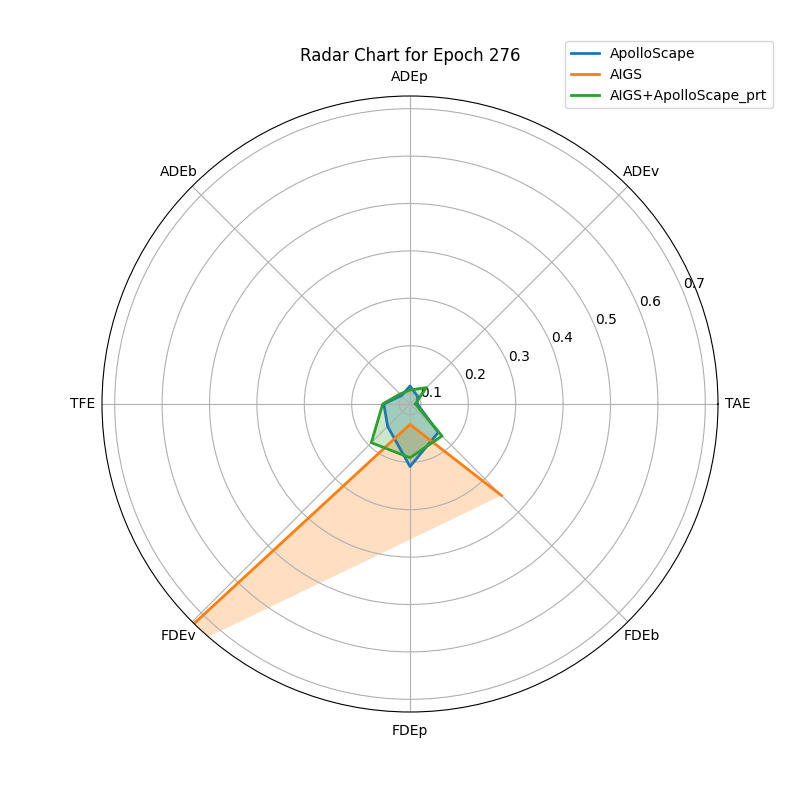 Radar Chart for Epoch 276
ApolloScape
AIGS
AIGS+ApolloScape_prt
ADEp
ADEb
ADEv
0.7
0.6
0.5
0.4
0.3
0.2
0.1
TFE
TAE
FDEv
FDEb
FDEp